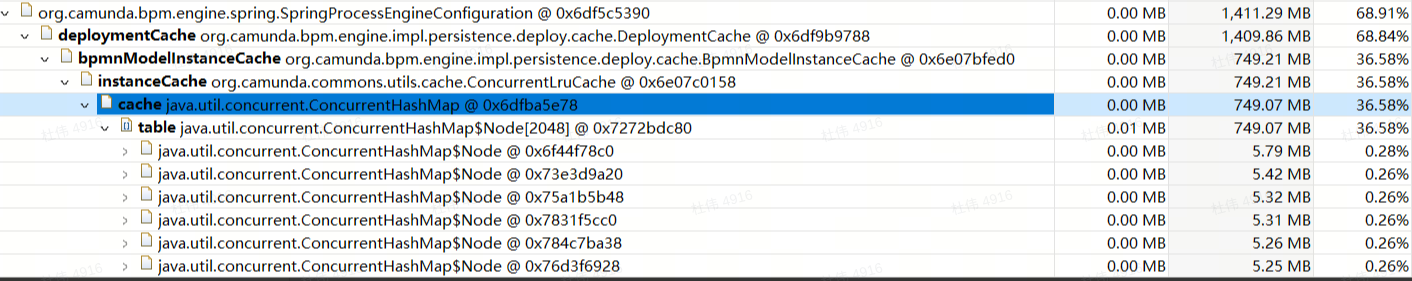 org.camunda.bpm.engine.spring.SpringProcessEngineConfiguration @ 0x6df5c5390 0.00 MB 1,411.29 MB 68.91%
deploymentCache org.camunda.bpm.engine.impl.persistence.deploy.cache.DeploymentCache @ 0x6df9b9788 0.00 MB 1,409.86 MB 68.84%
bpmnModelInstanceCache org.camunda.bpm.engine.impl.persistence.deploy.cache.BpmnModelInstanceCache @ 0x6e07bfed0 0.00 MB 749.21 MB 36.58%
instanceCache org.camunda.commons.utils.cache.ConcurrentLruCache @ 0x6e07c0158 0.00 MB 749.21 MB 36.58%
cache java.util.concurrent.ConcurrentHashMap @ 0x6dfba5e78 0.00 MB 749.07 MB 36.58%
table java.util.concurrent.ConcurrentHashMap$Node[2048] @ 0x7272bdc80 0.01 MB 749.07 MB 36.58%
java.util.concurrent.ConcurrentHashMap$Node @ 0x6f44f78c0 0.00 MB 5.79 MB 0.28%
java.util.concurrent.ConcurrentHashMap$Node @ 0x73e3d9a20 0.00 MB 5.42 MB 0.26%
java.util.concurrent.ConcurrentHashMap$Node @ 0x75a1b5b48 0.00 MB 5.32 MB 0.26%
java.util.concurrent.ConcurrentHashMap$Node @ 0x7831f5cc0 0.00 MB 5.31 MB 0.26%
java.util.concurrent.ConcurrentHashMap$Node @ 0x784c7ba38 0.00 MB 5.26 MB 0.26%
java.util.concurrent.ConcurrentHashMap$Node @ 0x76d3f6928 0.00 MB 5.25 MB 0.26%
杜伟 4916